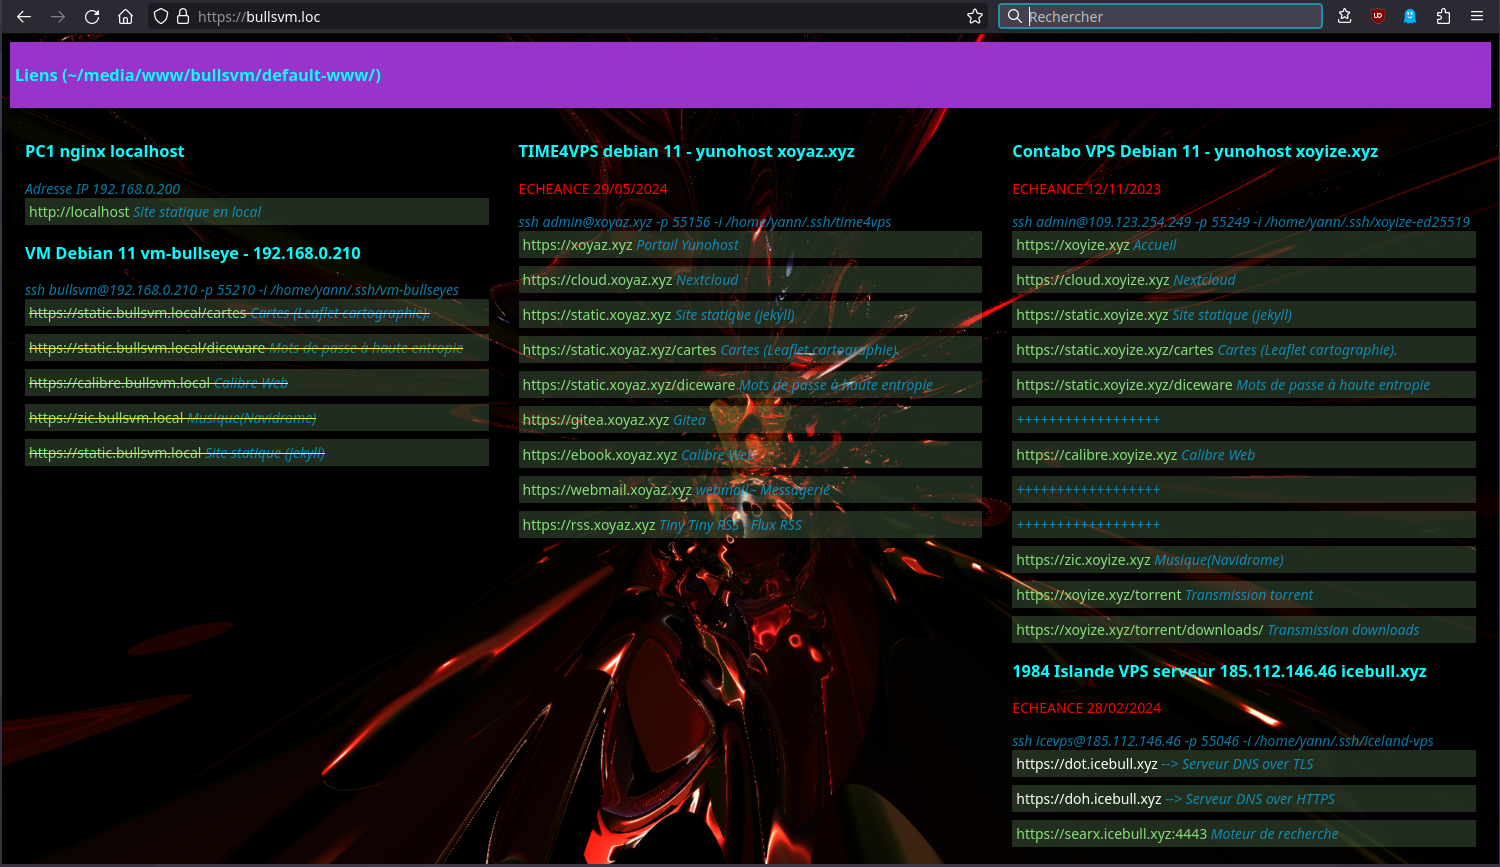 https://bullsvm.loc
Rechercher
Liens (~/media/www/bullsvm/default-www/)
PC1 nginx localhost
Adresse IP 192.168.0.200
http://localhost Site statique en local
VM Debian 11 vm-bullseye - 192.168.0.210
ssh bullsvm@192.168.0.210 -p 55210 -i /home/yann/.ssh/vm-bullseyes
https://static.bullsvm.local/cartes Cartes (Leaflet cartographie).
https://static.bullsvm.local/diceware Mots de passe à haute entropie
https://calibre.bullsvm.local Calibre Web
https://zic.bullsvm.local Musique(Navidrome)
https://static.bullsvm.local Site statique (jekyll)
TIME4VPS debian 11 - yunohost xoyaz.xyz
ECHEANCE 29/05/2024
ssh admin@xoyaz.xyz -p 55156 -i /home/yann/.ssh/time4vps
https://xoyaz.xyz Portail Yunohost
https://cloud.xoyaz.xyz Nextcloud
https://static.xoyaz.xyz Site statique (jekyll)
https://static.xoyaz.xyz/cartes Cartes (Leaflet cartographie).
https://static.xoyaz.xyz/diceware Mots de passe à haute entropie
https://gitea.xoyaz.xyz Gitea
https://ebook.xoyaz.xyz Calibre Web
https://webmail.xoyaz.xyz webmail - Messagerie
https://rss.xoyaz.xyz Tiny Tiny RSS - Flux RSS
Contabo VPS Debian 11 - yunohost xoyize.xyz
ECHEANCE 12/11/2023
ssh admin@109.123.254.249 -p 55249 -i /home/yann/.ssh/xoyize-ed25519
https://xoyize.xyz Accueil
https://cloud.xoyize.xyz Nextcloud
https://static.xoyize.xyz Site statique (jekyll)
https://static.xoyize.xyz/cartes Cartes (Leaflet cartographie).
https://static.xoyize.xyz/diceware Mots de passe à haute entropie
++++++++++++++++++
https://calibre.xoyize.xyz Calibre Web
++++++++++++++++++
++++++++++++++++++
https://zic.xoyize.xyz Musique(Navidrome)
https://xoyize.xyz/torrent Transmission torrent
https://xoyize.xyz/torrent/downloads/ Transmission downloads
1984 Islande VPS serveur 185.112.146.46 icebull.xyz
ECHEANCE 28/02/2024
ssh icevps@185.112.146.46 -p 55046 -i /home/yann/.ssh/iceland-vps
https://dot.icebull.xyz --> Serveur DNS over TLS
https://doh.icebull.xyz --> Serveur DNS over HTTPS
https://searx.icebull.xyz:4443 Moteur de recherche